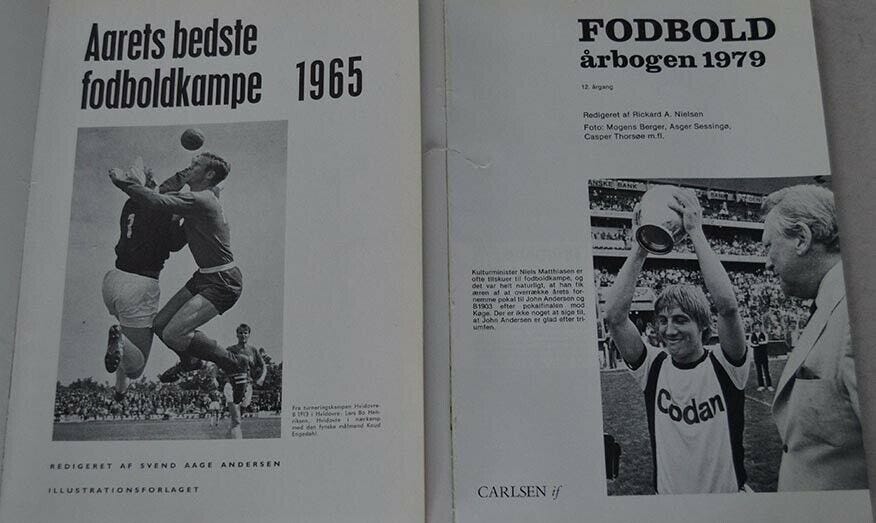 Aarets bedste
fodboldkampe 1965
Fra turneringskampen Hvidovre-
B 1913 i Hvidovre. Lars Bo Hen-
riksen, Hvidovre i nærkamp
med den fynske målmand Knud
Engedahl.
REDIGERET AF SVEND AAGE ANDERSEN
ILLUSTRATIONSFORLAGET
FODBOLD
årbogen 1979
12. årgang
Redigeret af Rickard A. Nielsen
Foto: Mogens Berger, Asger Sessingø,
Casper Thorsøe m.fl.
ANSKE BANK
Kulturminister Niels Matthiasen er
ofte tilskuer til fodboldkampe, og
det var helt naturligt, at han fik
æren af at overrække årets for-
nemme pokal til John Andersen og
B1903 efter pokalfinalen mod
Køge. Der er ikke noget at sige til,
at John Andersen er glad efter tri-
umfen.
Codan
CARLSEN if